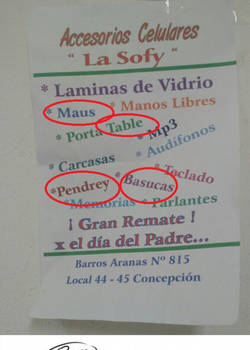 Accesorios Celulares
" La Sofy "
* Laminas de Vidrio
* Maus * Manos Libres
* Porta Table * Mp3
* Audífonos
* Carcasas
* Teclado
*Pendrey *Basucas
*Memorias * Parlantes
¡ Gran Remate !
x el día del Padre...
Barros Aranas Nº 815
Local 44 - 45 Concepción